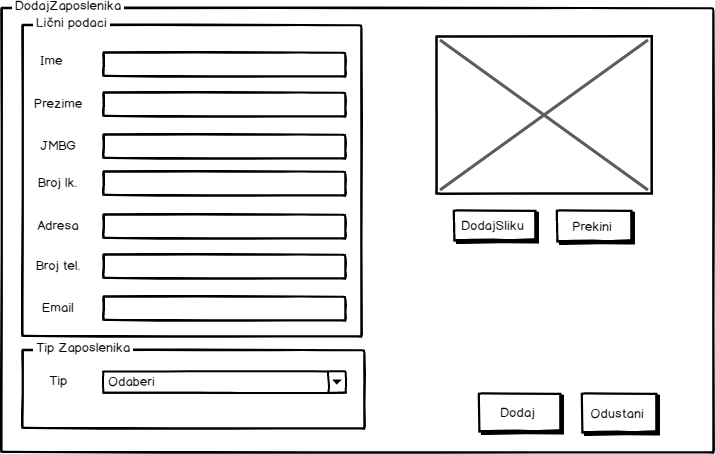 DodajZaposlenika
Lični podaci
Ime
Prezime
JMBG
Broj lk.
Adresa
Broj tel.
Email
DodajSliku
Prekini
Tip Zaposlenika
Tip
Odaberi
Dodaj
Odustani